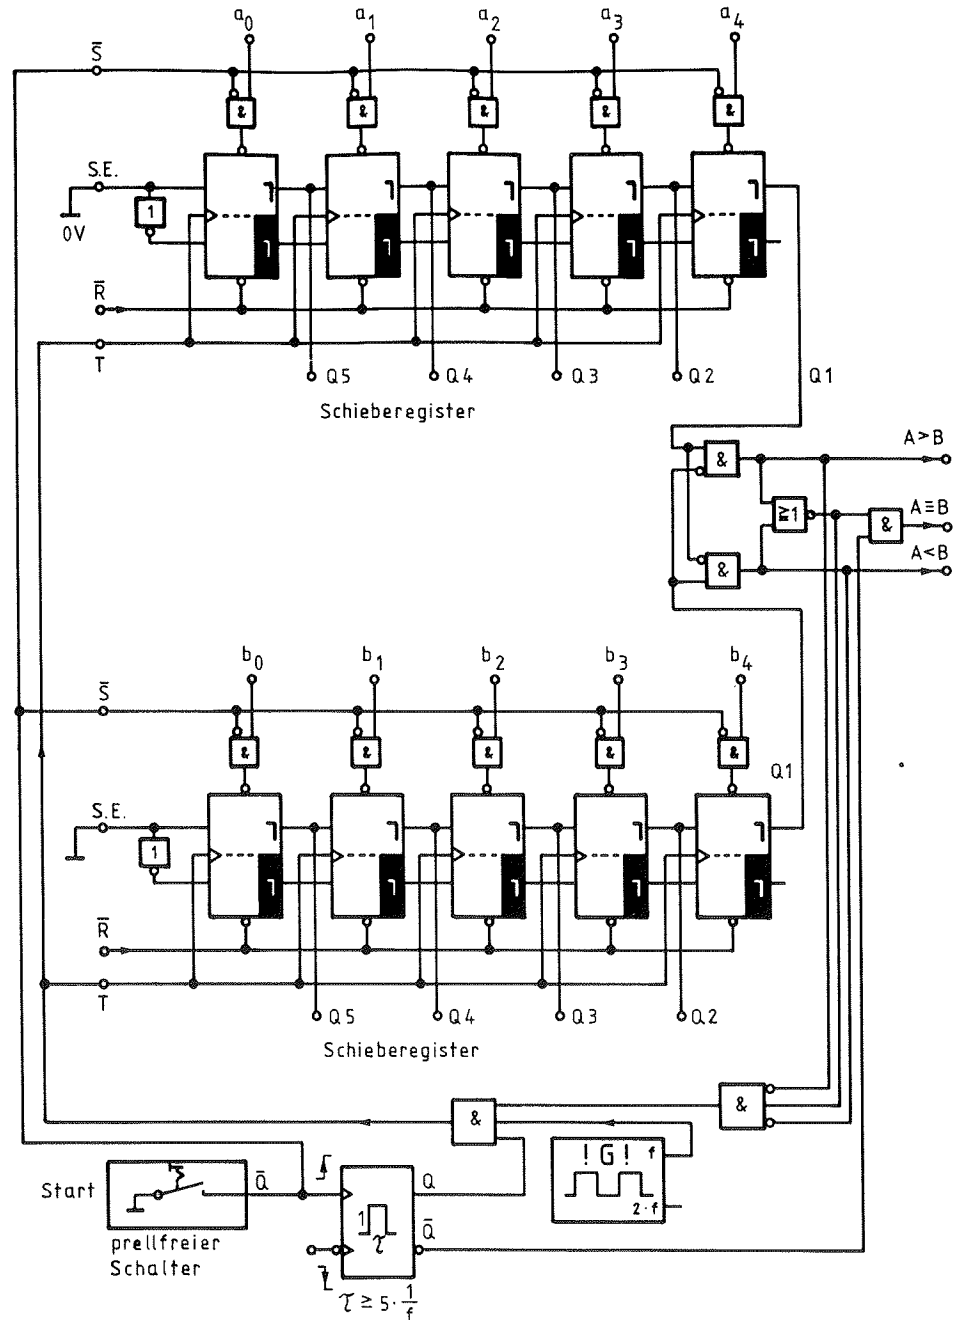 a0 a1 a2 a3 a4
S̅
& & & & &
S.E.
1
0V
R̅
T
Q5 Q4 Q3 Q2 Q1
Schieberegister
A>B
&
≧1 & A≡B
A<B
&
b0 b1 b2 b3 b4
S̅
& & & & &
Q1
S.E.
1
R̅
T
Q5 Q4 Q3 Q2
Schieberegister
&
&
!G! f
2·f
Start
Q̅
prellfreier
Schalter
Q
1
τ
Q̅
τ ≥ 5·1/f